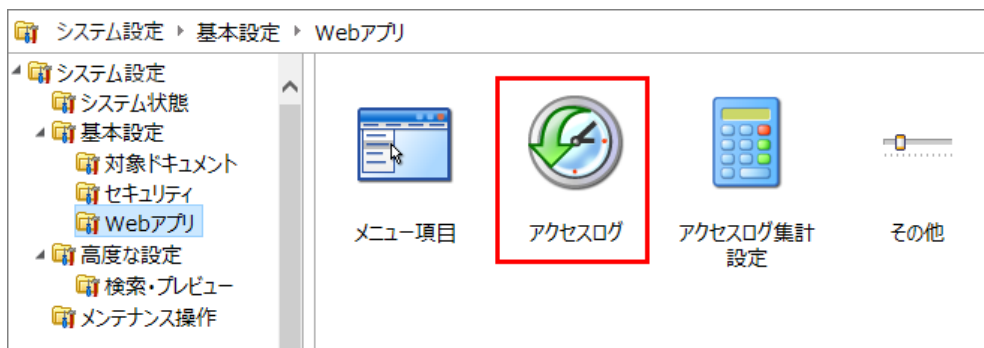 システム設定 基本設定 Webアプリ
システム設定
システム状態
基本設定
対象ドキュメント
セキュリティ
Webアプリ
高度な設定
検索・プレビュー
メンテナンス操作
メニュー項目
アクセスログ
アクセスログ集計
設定
その他